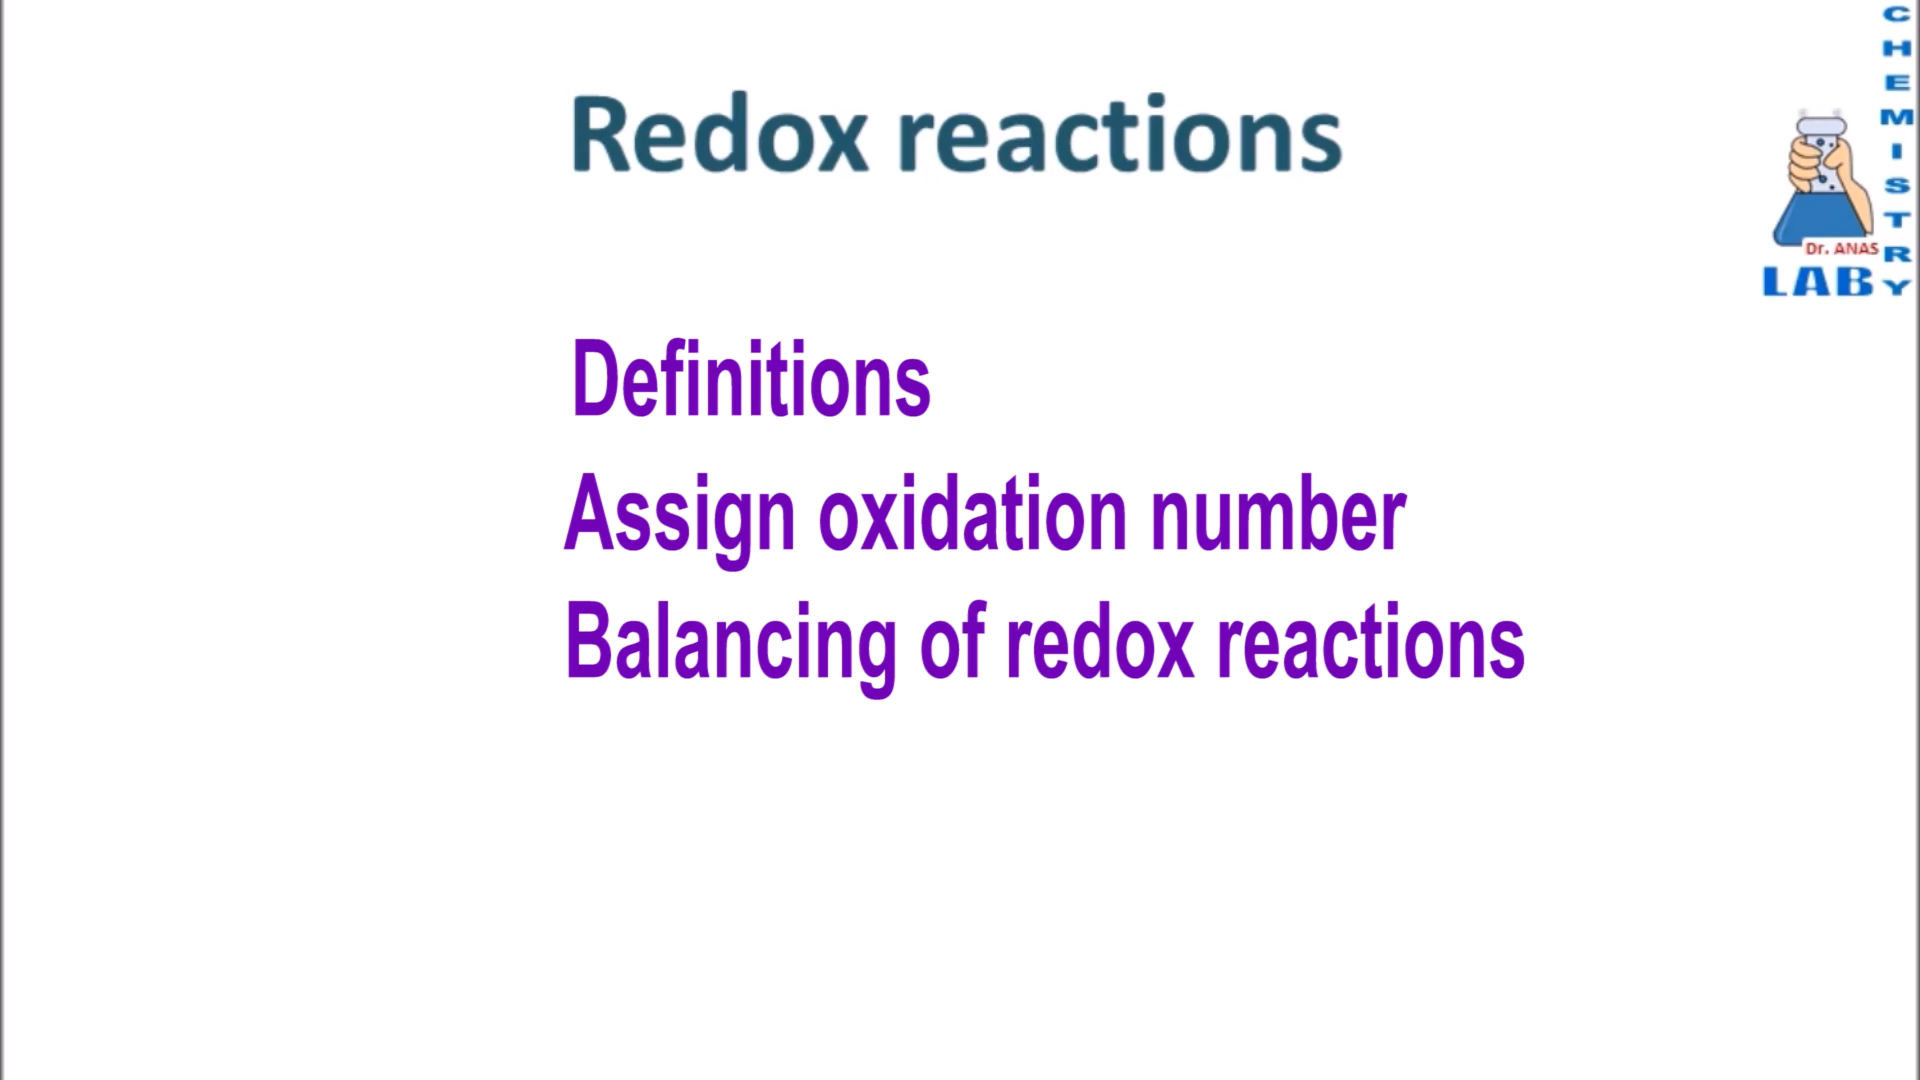 Redox reactions
CHEMISTRY
Dr. ANAS
LAB
Definitions
Assign oxidation number
Balancing of redox reactions